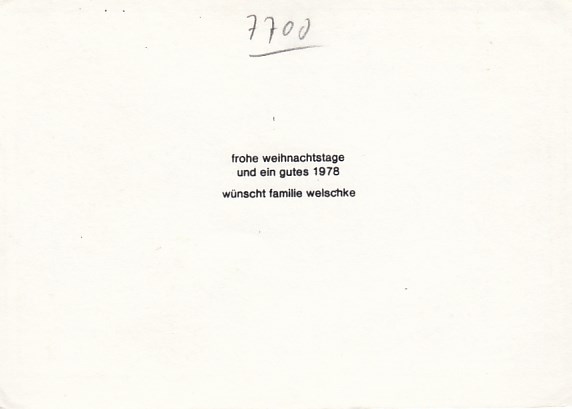 7700
frohe weihnachtstage
und ein gutes 1978
wünscht familie welschke